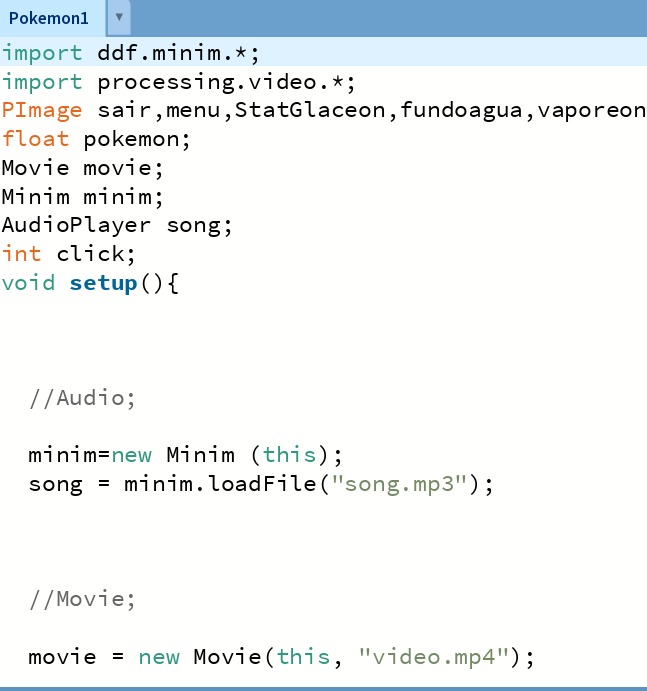 Pokemon1
import ddf.minim.*;
import processing.video.*;
PImage sair,menu,StatGlaceon,fundoagua,vaporeon
float pokemon;
Movie movie;
Minim minim;
AudioPlayer song;
int click;
void setup(){
//Audio;
minim=new Minim (this);
song = minim.loadFile("song.mp3");
//Movie;
movie = new Movie(this, "video.mp4");